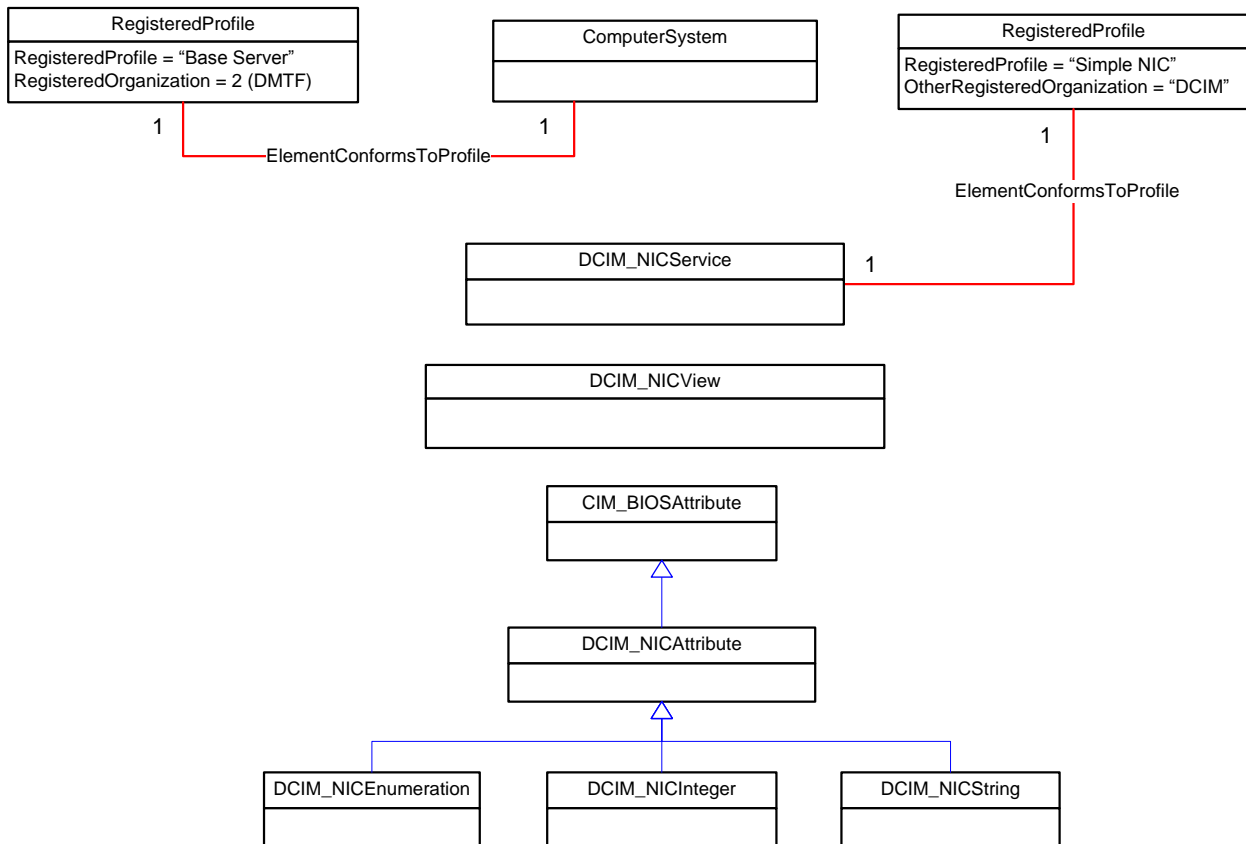 RegisteredProfile
RegisteredProfile = “Base Server”
RegisteredOrganization = 2 (DMTF)
ComputerSystem
RegisteredProfile
RegisteredProfile = “Simple NIC”
OtherRegisteredOrganization = “DCIM”
1
1
1
ElementConformsToProfile
ElementConformsToProfile
DCIM_NICService
1
DCIM_NICView
CIM_BIOSAttribute
DCIM_NICAttribute
DCIM_NICEnumeration
DCIM_NICInteger
DCIM_NICString